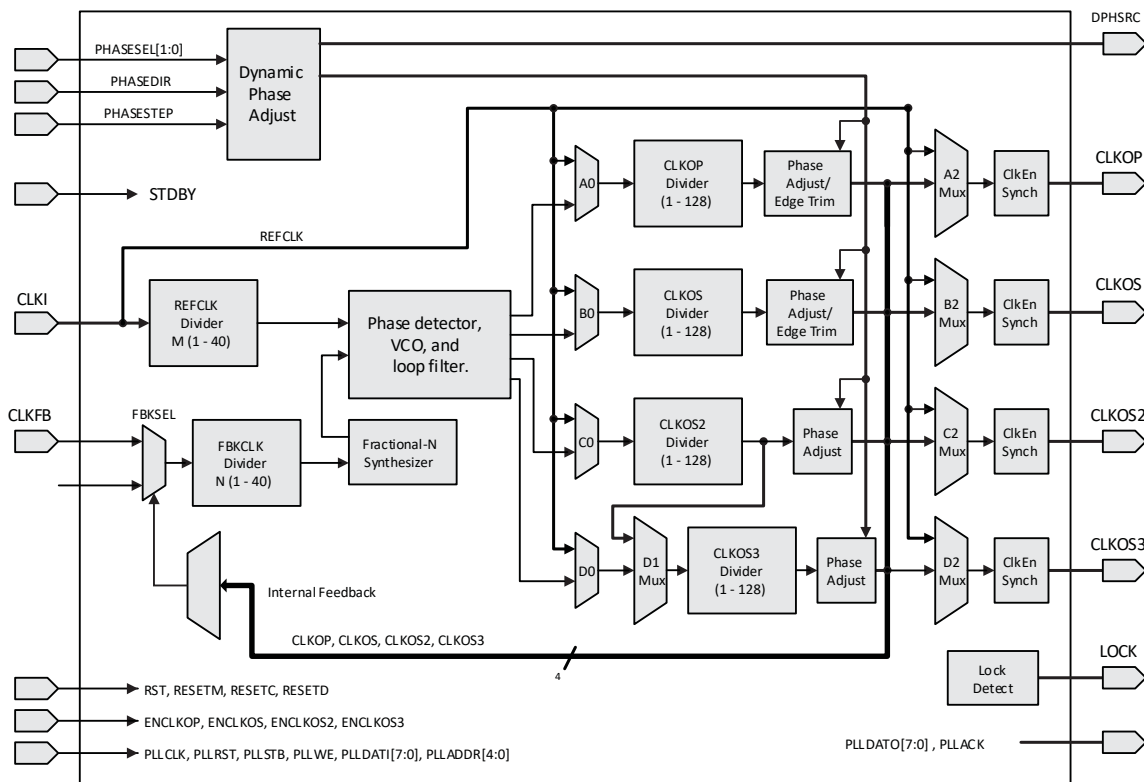 DPHSRC
PHASESEL[1:0]
PHASEDIR
PHASESTEP
Dynamic
Phase
Adjust
STDBY
REFCLK
CLKI
REFCLK
Divider
M (1 - 40)
Phase detector,
VCO, and
loop filter.
CLKFB
FBKSEL
FBKCLK
Divider
N (1 - 40)
Fractional-N
Synthesizer
A0
CLKOP
Divider
(1 - 128)
Phase
Adjust/
Edge Trim
A2
Mux
ClkEn
Synch
CLKOP
B0
CLKOS
Divider
(1 - 128)
Phase
Adjust/
Edge Trim
B2
Mux
ClkEn
Synch
CLKOS
C0
CLKOS2
Divider
(1 - 128)
Phase
Adjust
C2
Mux
ClkEn
Synch
CLKOS2
D0
D1
Mux
CLKOS3
Divider
(1 - 128)
Phase
Adjust
D2
Mux
ClkEn
Synch
CLKOS3
Internal Feedback
CLKOP, CLKOS, CLKOS2, CLKOS3
4
Lock
Detect
LOCK
RST, RESETM, RESETC, RESETD
ENCLKOP, ENCLKOS, ENCLKOS2, ENCLKOS3
PLLCLK, PLLRST, PLLSTB, PLLWE, PLLDATI[7:0], PLLADDR[4:0]
PLLDATO[7:0] , PLLACK